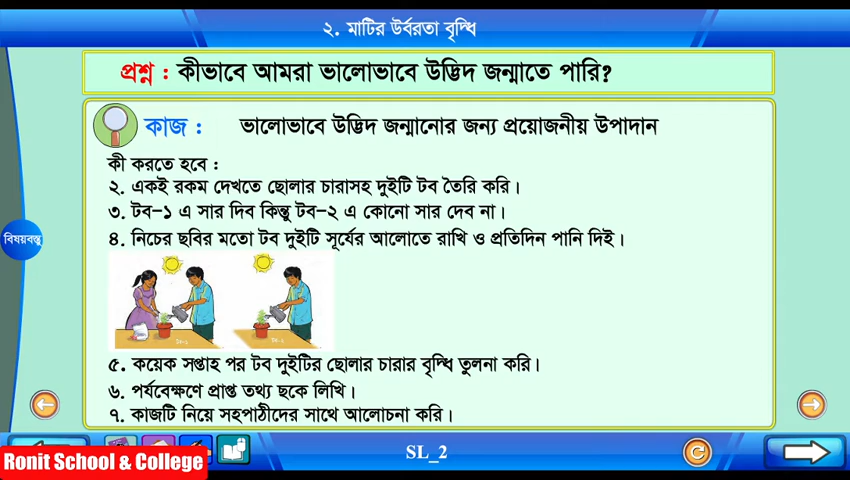 ২. মাটির উর্বরতা বৃদ্ধি
প্রশ্ন : কীভাবে আমরা ভালোভাবে উদ্ভিদ জন্মাতে পারি?
কাজ : ভালোভাবে উদ্ভিদ জন্মানোর জন্য প্রয়োজনীয় উপাদান
কী করতে হবে :
২. একই রকম দেখতে ছোলার চারাসহ দুইটি টব তৈরি করি।
৩. টব-১ এ সার দিব কিন্তু টব-২ এ কোনো সার দেব না।
বিষয়বস্তু
৪. নিচের ছবির মতো টব দুইটি সূর্যের আলোতে রাখি ও প্রতিদিন পানি দিই।
৫. কয়েক সপ্তাহ পর টব দুইটির ছোলার চারার বৃদ্ধি তুলনা করি।
৬. পর্যবেক্ষণে প্রাপ্ত তথ্য ছকে লিখি।
৭. কাজটি নিয়ে সহপাঠীদের সাথে আলোচনা করি।
SL_2
Ronit School & College